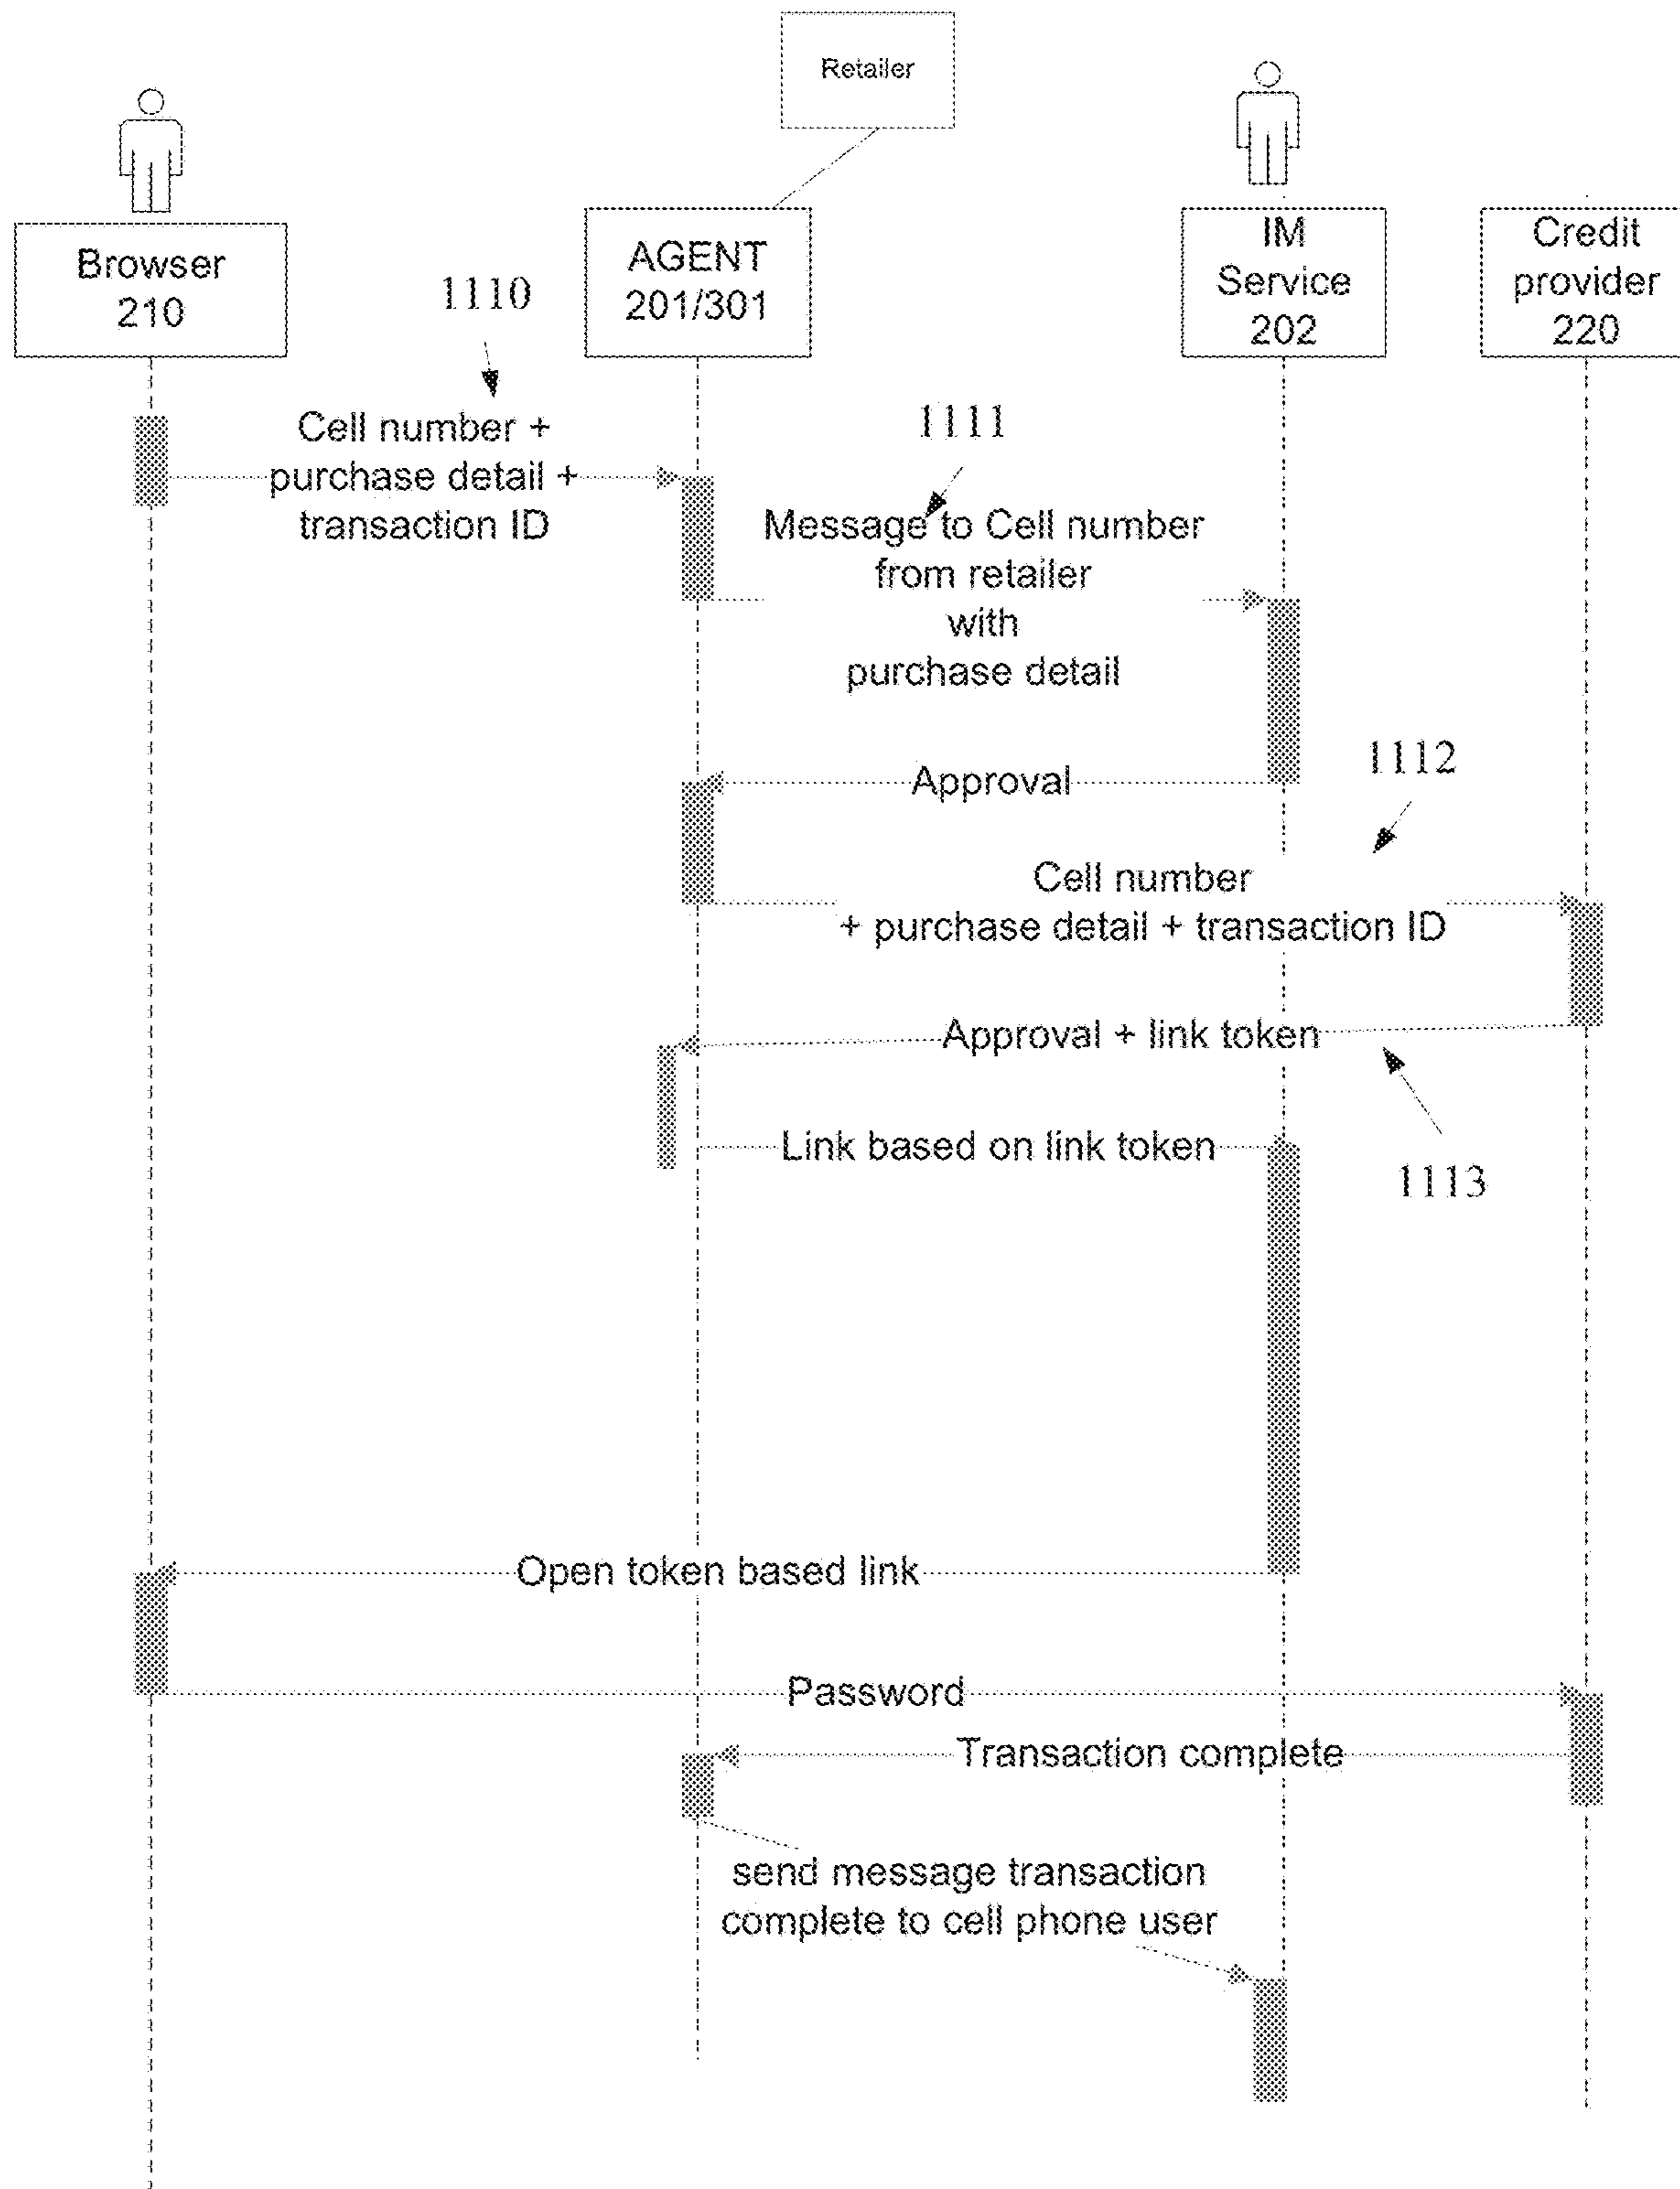 Retailer
Browser
210
AGENT
201/301
IM
Service
202
Credit
provider
220
1110
Cell number +
purchase detail +
transaction ID
1111
Message to Cell number
from retailer
with
purchase detail
Approval
1112
Cell number
+ purchase detail + transaction ID
Approval + link token
Link based on link token
1113
Open token based link
Password
Transaction complete
send message transaction
complete to cell phone user